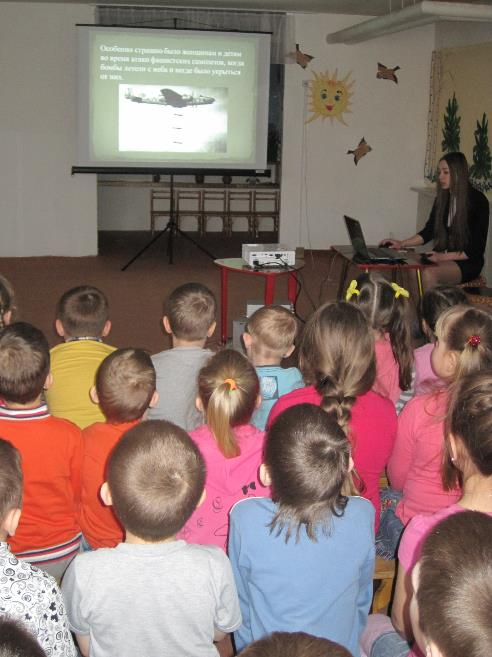 Особенно страшно было женщинам и детям
во время атаки фашистских самолетов, когда
бомбы летели с неба и негде было укрыться
от них.